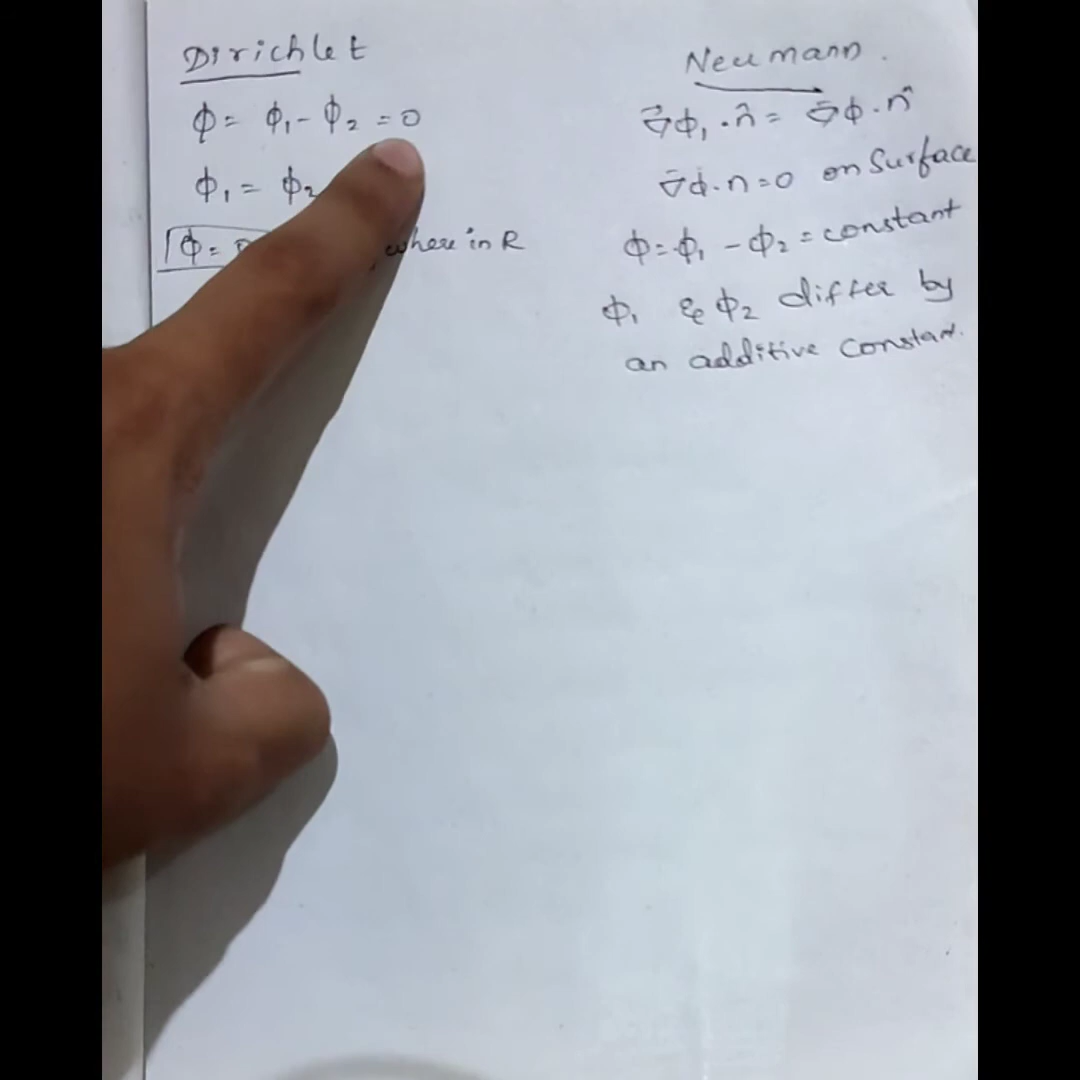 Dirichlet
ϕ = ϕ₁ - ϕ₂ = 0
ϕ₁ = ϕ₂
ϕ = 0 where in R
Neumann.
∇⃗ϕ₁ . n̂ = ∇⃗ϕ . n̂
∇⃗ϕ . n = 0 on Surface
ϕ = ϕ₁ - ϕ₂ = constant
ϕ₁ & ϕ₂ differ by
an additive constant.